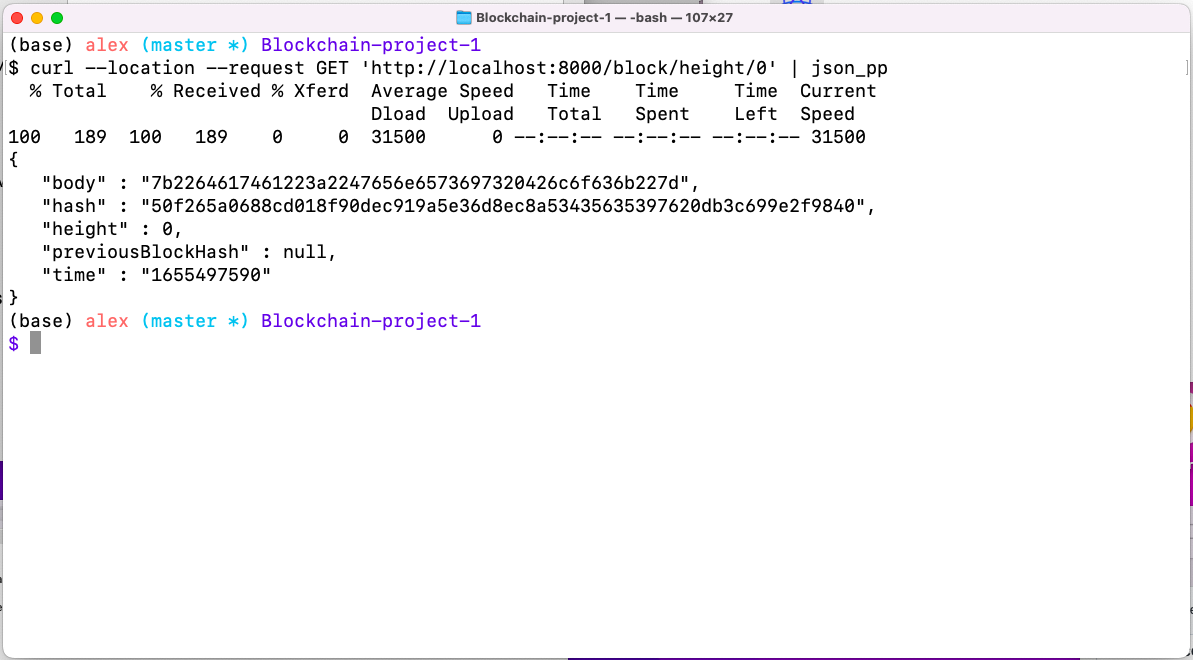 Blockchain-project-1 — -bash — 107×27
(base) alex (master *) Blockchain-project-1
$ curl --location --request GET 'http://localhost:8000/block/height/0' | json_pp
% Total % Received % Xferd Average Speed Time Time Time Current
Dload Upload Total Spent Left Speed
100 189 100 189 0 0 31500 0 --:--:-- --:--:-- --:--:-- 31500
{
"body" : "7b2264617461223a2247656e6573697320426c6f636b227d",
"hash" : "50f265a0688cd018f90dec919a5e36d8ec8a53435635397620db3c699e2f9840",
"height" : 0,
"previousBlockHash" : null,
"time" : "1655497590"
}
(base) alex (master *) Blockchain-project-1
$